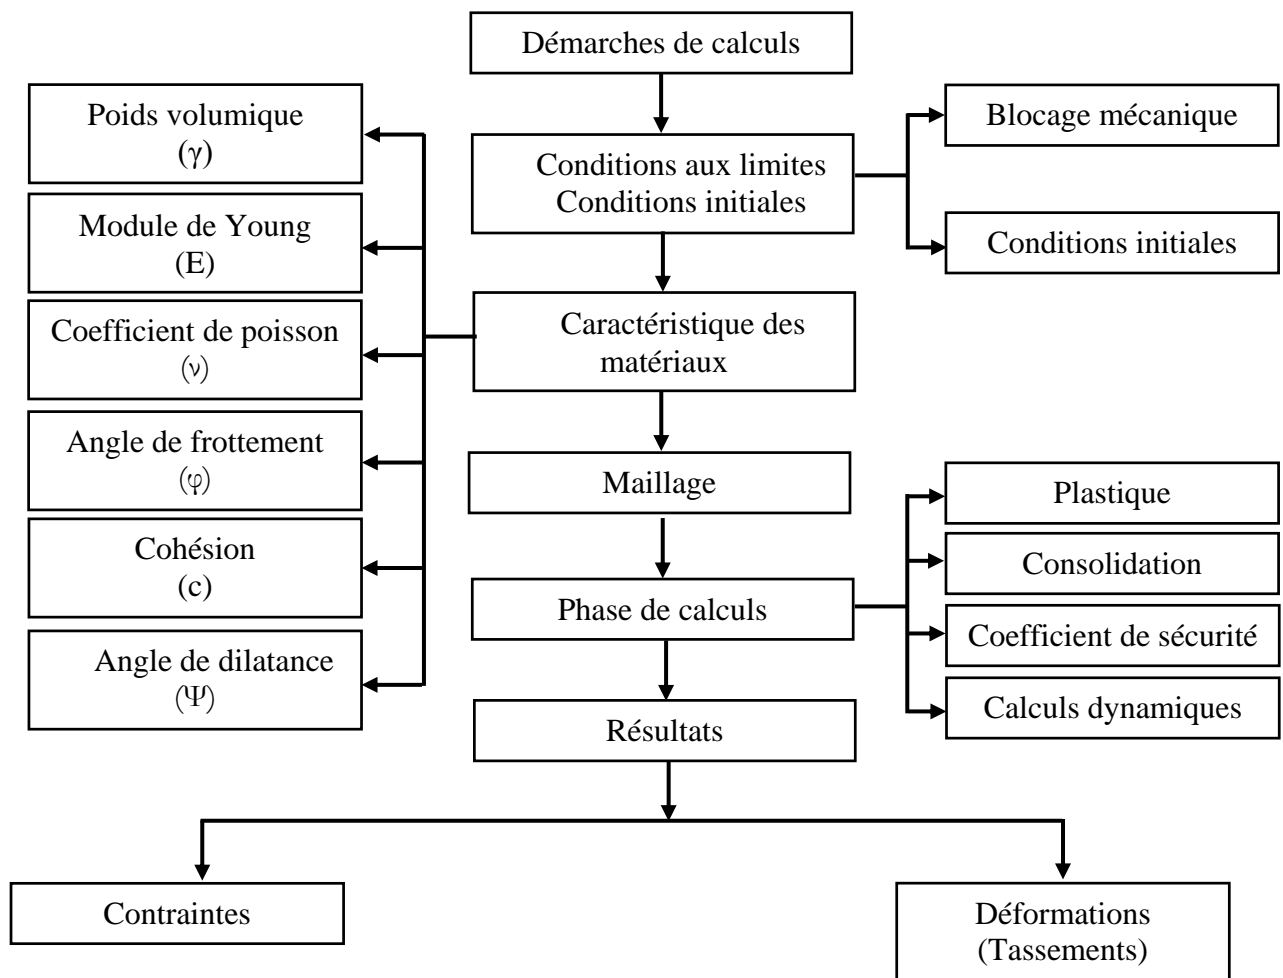 Démarches de calculs
Poids volumique
(γ)
Module de Young
(E)
Coefficient de poisson
(ν)
Angle de frottement
(φ)
Cohésion
(c)
Angle de dilatance
(Ψ)
Conditions aux limites
Conditions initiales
Caractéristique des
matériaux
Maillage
Phase de calculs
Résultats
Blocage mécanique
Conditions initiales
Plastique
Consolidation
Coefficient de sécurité
Calculs dynamiques
Contraintes
Déformations
(Tassements)